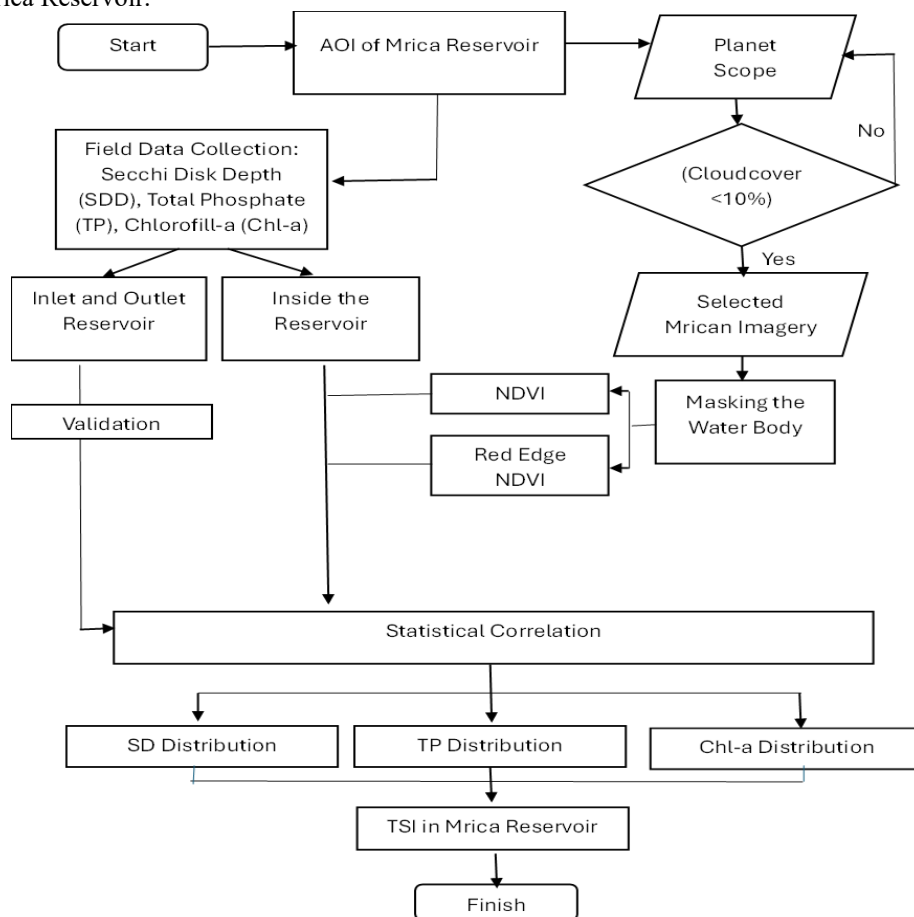 rica Reservoir.
Start
AOI of Mrica Reservoir
Planet
Scope
No
Field Data Collection:
Secchi Disk Depth
(SDD), Total Phosphate
(TP), Chlorofill-a (Chl-a)
(Cloudcover
<10%)
Yes
Inlet and Outlet
Reservoir
Inside the
Reservoir
Selected
Mrican Imagery
NDVI
Masking the
Water Body
Validation
Red Edge
NDVI
Statistical Correlation
SD Distribution
TP Distribution
Chl-a Distribution
TSI in Mrica Reservoir
Finish